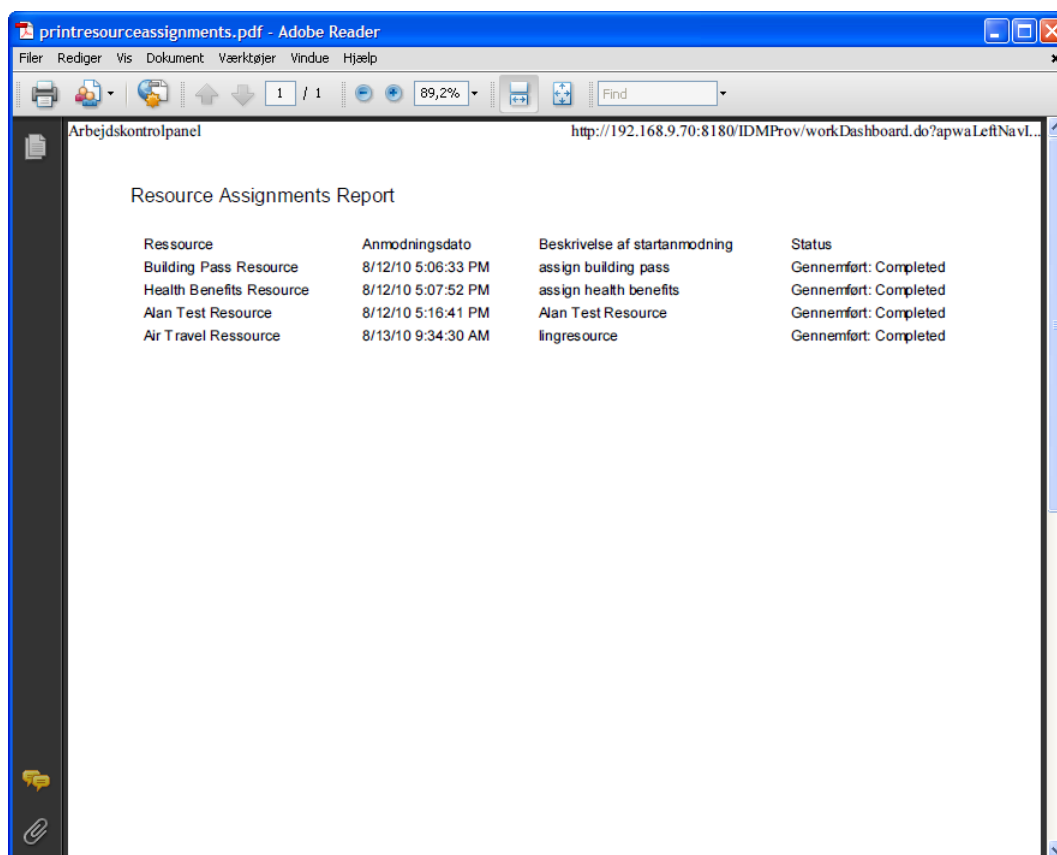 printresourceassignments.pdf - Adobe Reader
Filer Rediger Vis Dokument Værktøjer Vindue Hjælp
1 / 1 89,2% Find
Arbejdskontrolpanel http://192.168.9.70:8180/IDMProv/workDashboard.do?apwaLeftNavI...
Resource Assignments Report
Ressource Anmodningsdato Beskrivelse af startanmodning Status
Building Pass Resource 8/12/10 5:06:33 PM assign building pass Gennemført: Completed
Health Benefits Resource 8/12/10 5:07:52 PM assign health benefits Gennemført: Completed
Alan Test Resource 8/12/10 5:16:41 PM Alan Test Resource Gennemført: Completed
Air Travel Ressource 8/13/10 9:34:30 AM lingresource Gennemført: Completed